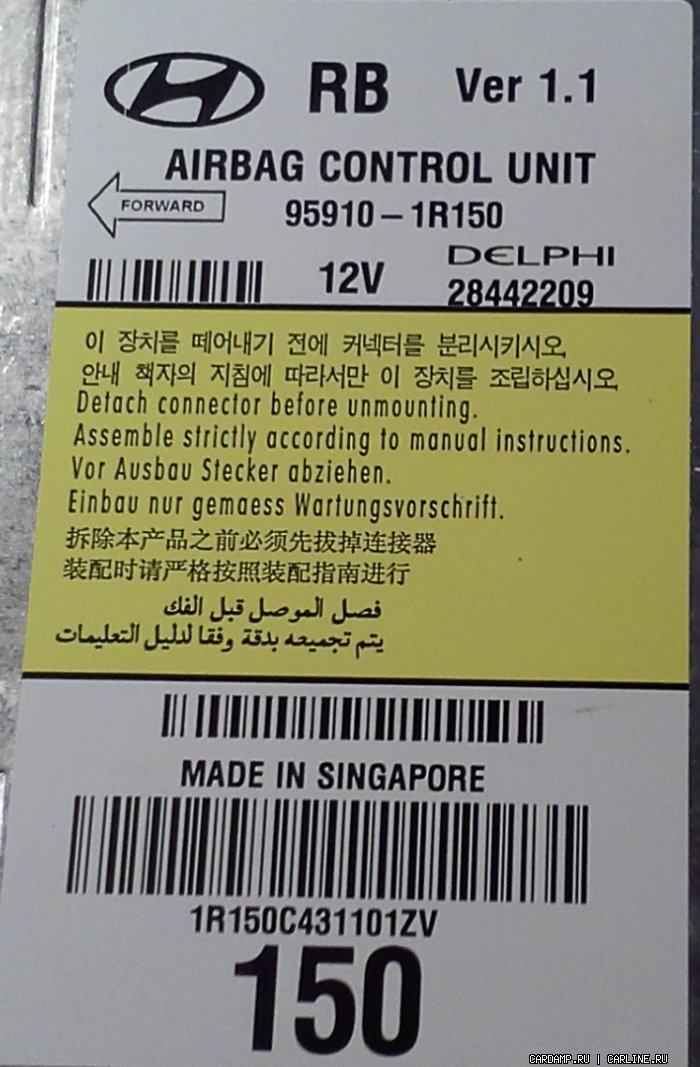 RB Ver 1.1
AIRBAG CONTROL UNIT
FORWARD
95910-1R150
DELPHI
12V
28442209
이 장치를 떼어내기 전에 커넥터를 분리시키시오.
안내 책자의 지침에 따라서만 이 장치를 조립하십시오.
Detach connector before unmounting.
Assemble strictly according to manual instructions.
Vor Ausbau Stecker abziehen.
Einbau nur gemaess Wartungsvorschrift.
拆除本产品之前必须先拔掉连接器
装配时请严格按照装配指南进行
فصل الموصل قبل الفك
يتم تجميعه بدقة وفقا لدليل التعليمات
MADE IN SINGAPORE
1R150C431101ZV
150
CARDAMP.RU | CARLINE.RU